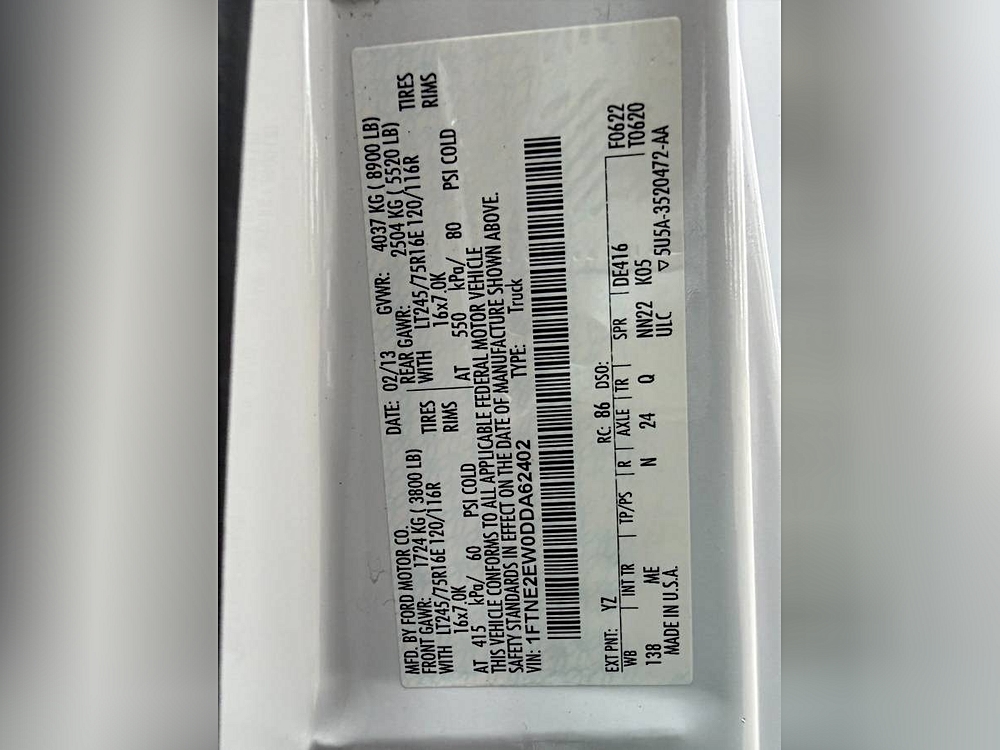 MFD. BY FORD MOTOR CO. DATE: 02/13 GVWR: 4037 KG ( 8900 LB)
FRONT GAWR: 1724 KG ( 3800 LB) REAR GAWR: 2504 KG ( 5520 LB)
WITH LT245/75R16E 120/116R TIRES WITH LT245/75R16E 120/116R TIRES
16x7.0K RIMS 16x7.0K RIMS
AT 415 kPa/ 60 PSI COLD AT 550 kPa/ 80 PSI COLD
THIS VEHICLE CONFORMS TO ALL APPLICABLE FEDERAL MOTOR VEHICLE
SAFETY STANDARDS IN EFFECT ON THE DATE OF MANUFACTURE SHOWN ABOVE.
VIN: 1FTNE2EW0DDA62402 TYPE: Truck
EXT PNT: YZ RC: 86 DSO: F0622
WB INT TR TP/PS R AXLE TR SPR DE416 T0620
138 ME N 24 Q NN22 K05
MADE IN U.S.A. ULC ▽5U5A-3520472-AA